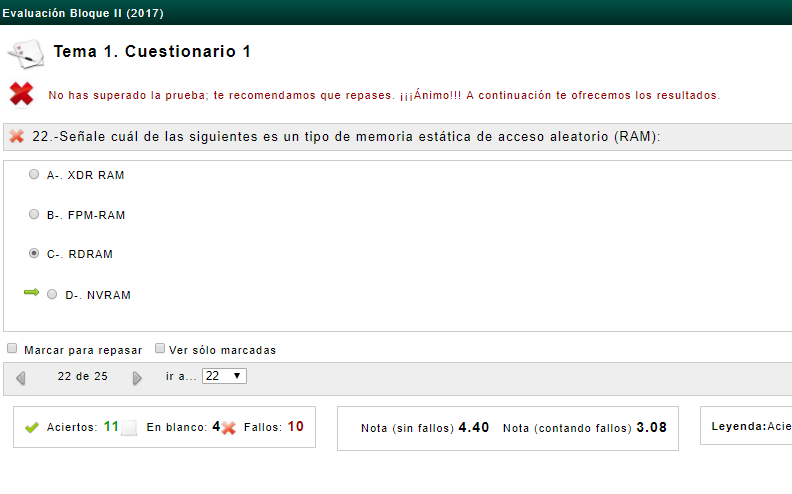 Evaluación Bloque II (2017)
Tema 1. Cuestionario 1
No has superado la prueba; te recomendamos que repases. ¡¡¡Ánimo!!! A continuación te ofrecemos los resultados.
22.-Señale cuál de las siguientes es un tipo de memoria estática de acceso aleatorio (RAM):
A-. XDR RAM
B-. FPM-RAM
C-. RDRAM
D-. NVRAM
Marcar para repasar Ver sólo marcadas
22 de 25 ir a... 22
Aciertos: 11 En blanco: 4 Fallos: 10 Nota (sin fallos) 4.40 Nota (contando fallos) 3.08 Leyenda:Acie